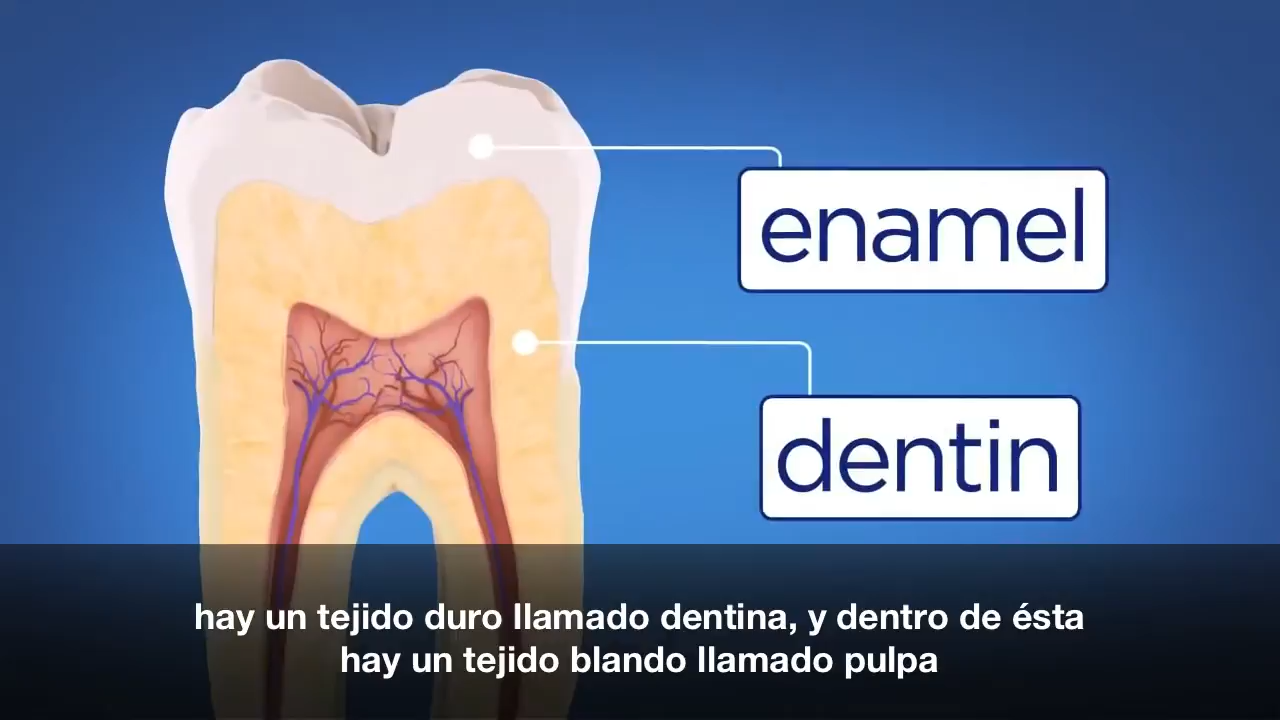 enamel
dentin
hay un tejido duro llamado dentina, y dentro de ésta
hay un tejido blando llamado pulpa